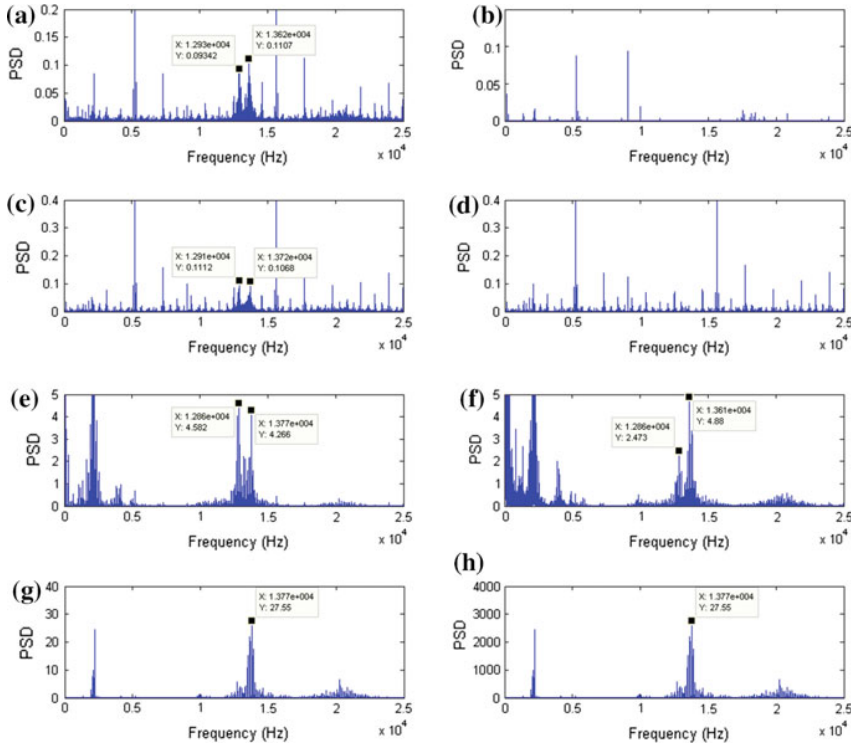 (a)
0.2
0.15
0.1
0.05
0
PSD
X: 1.293e+004
Y: 0.09342
X: 1.362e+004
Y: 0.1107
0 0.5 1 1.5 2 2.5
Frequency (Hz)
x 10^4
(b)
0.1
0.05
0
PSD
0 0.5 1 1.5 2 2.5
Frequency (Hz)
x 10^4
(c)
0.4
0.3
0.2
0.1
0
PSD
X: 1.291e+004
Y: 0.1112
X: 1.372e+004
Y: 0.1068
0 0.5 1 1.5 2 2.5
Frequency (Hz)
x 10^4
(d)
0.4
0.3
0.2
0.1
0
PSD
0 0.5 1 1.5 2 2.5
Frequency (Hz)
x 10^4
(e)
5
4
3
2
1
0
PSD
X: 1.286e+004
Y: 4.582
X: 1.377e+004
Y: 4.266
0 0.5 1 1.5 2 2.5
Frequency (Hz)
x 10^4
(f)
5
4
3
2
1
0
PSD
X: 1.286e+004
Y: 2.473
X: 1.361e+004
Y: 4.88
0 0.5 1 1.5 2 2.5
Frequency (Hz)
x 10^4
(g)
40
30
20
10
0
PSD
X: 1.377e+004
Y: 27.55
0 0.5 1 1.5 2 2.5
Frequency (Hz)
x 10^4
(h)
4000
3000
2000
1000
0
PSD
X: 1.377e+004
Y: 27.55
0 0.5 1 1.5 2 2.5
Frequency (Hz)
x 10^4